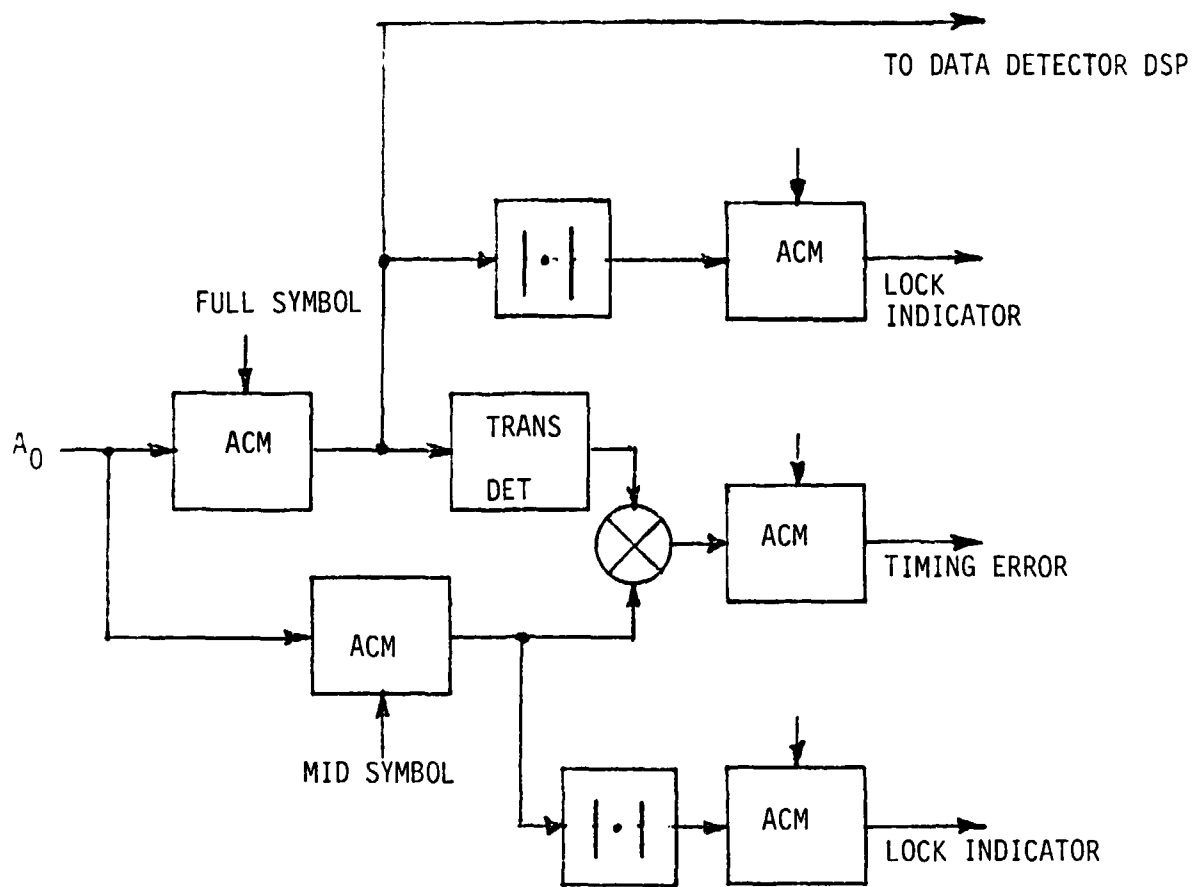 TO DATA DETECTOR DSP
|·|
ACM
LOCK
INDICATOR
FULL SYMBOL
A0
ACM
TRANS
DET
ACM
TIMING ERROR
ACM
MID SYMBOL
|·|
ACM
LOCK INDICATOR